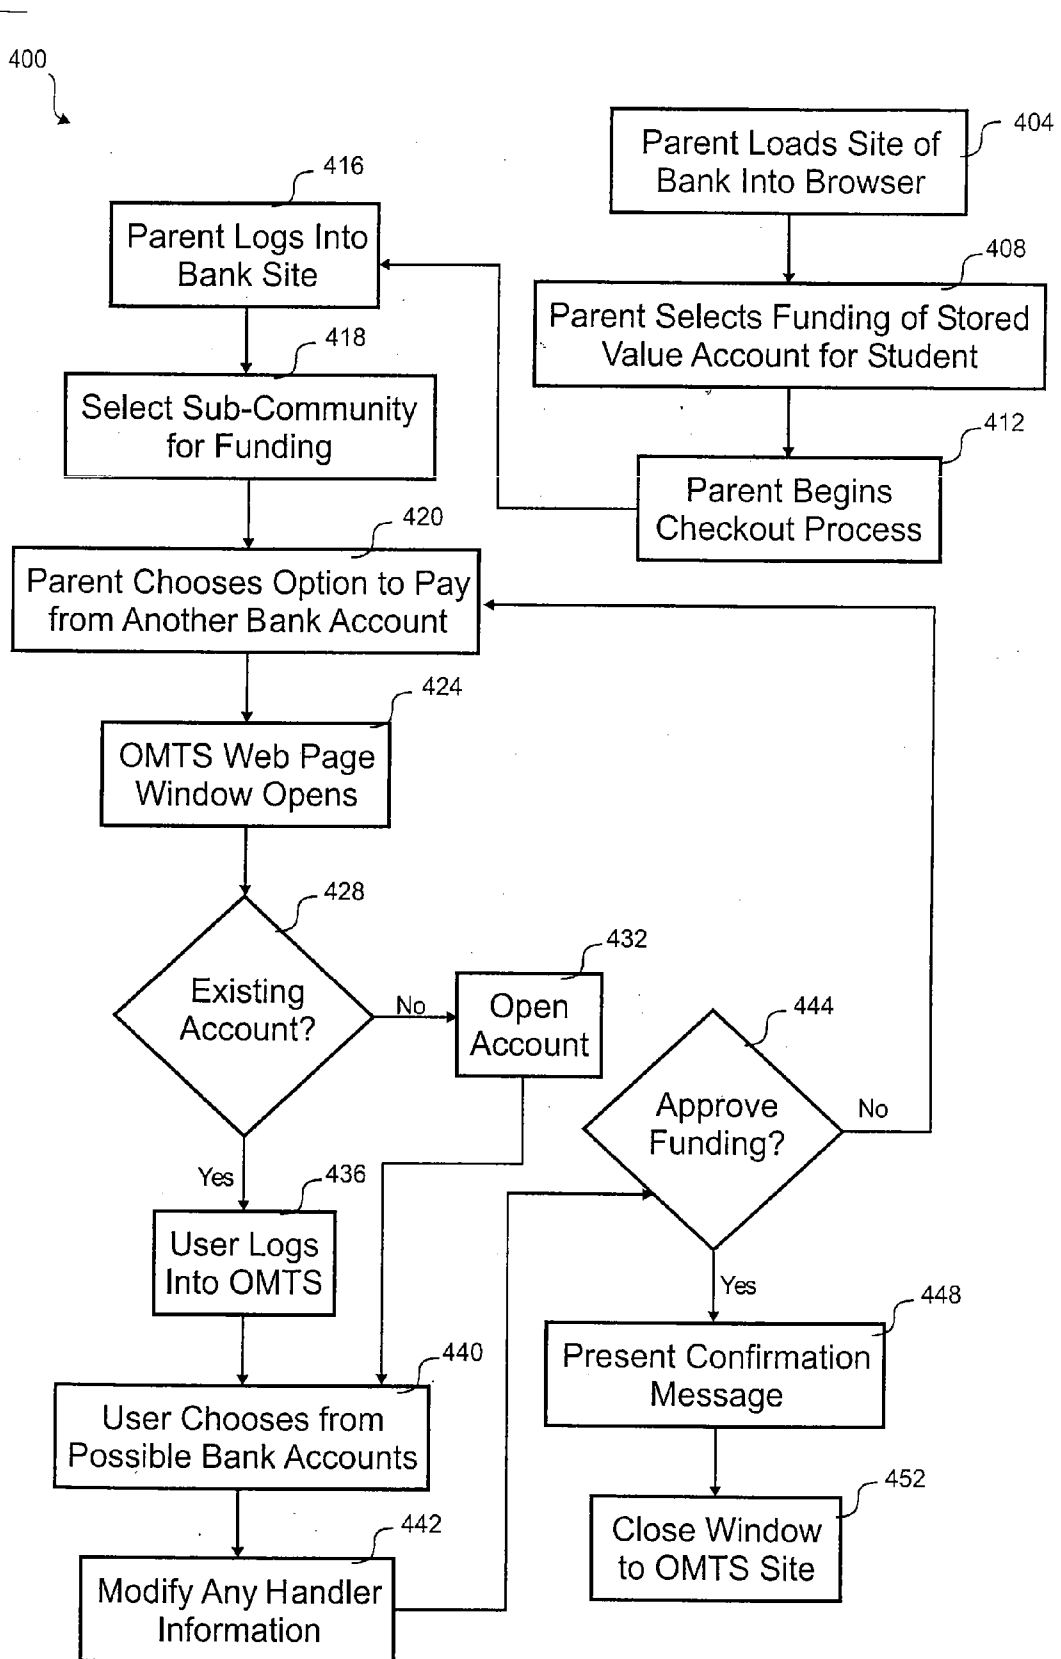 400
404
Parent Loads Site of
Bank Into Browser
408
Parent Selects Funding of Stored
Value Account for Student
412
Parent Begins
Checkout Process
416
Parent Logs Into
Bank Site
418
Select Sub-Community
for Funding
420
Parent Chooses Option to Pay
from Another Bank Account
424
OMTS Web Page
Window Opens
428
Existing
Account?
No
432
Open
Account
Yes
436
User Logs
Into OMTS
440
User Chooses from
Possible Bank Accounts
442
Modify Any Handler
Information
444
Approve
Funding?
No
Yes
448
Present Confirmation
Message
452
Close Window
to OMTS Site